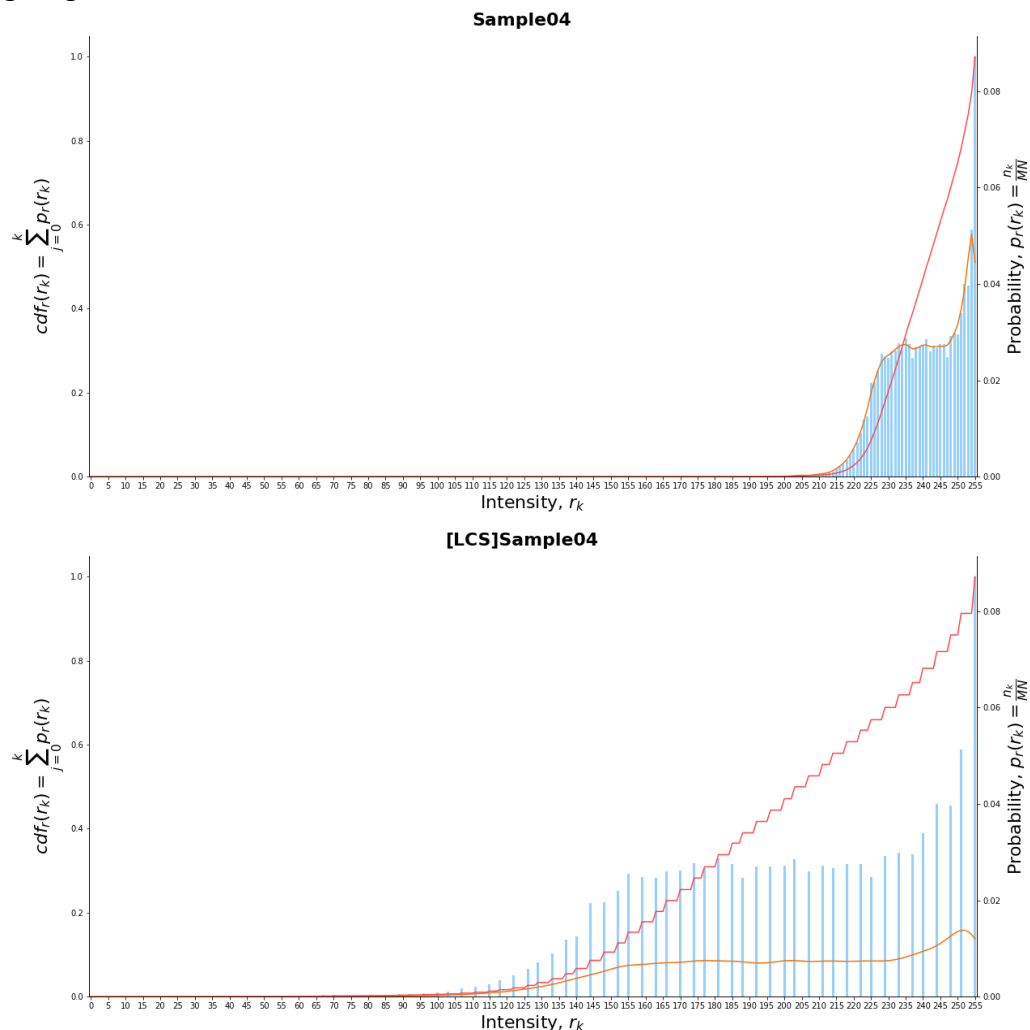 Sample04
1.0
0.8
0.6
0.4
0.2
0.0
cdf_r(r_k) = \sum_{j=0}^{k} p_r(r_k)
0.08
0.06
0.04
0.02
0.00
Probability, p_r(r_k) = \frac{n_k}{MN}
0 5 10 15 20 25 30 35 40 45 50 55 60 65 70 75 80 85 90 95 100 105 110 115 120 125 130 135 140 145 150 155 160 165 170 175 180 185 190 195 200 205 210 215 220 225 230 235 240 245 250 255
Intensity, r_k
[LCS]Sample04
1.0
0.8
0.6
0.4
0.2
0.0
cdf_r(r_k) = \sum_{j=0}^{k} p_r(r_k)
0.08
0.06
0.04
0.02
0.00
Probability, p_r(r_k) = \frac{n_k}{MN}
0 5 10 15 20 25 30 35 40 45 50 55 60 65 70 75 80 85 90 95 100 105 110 115 120 125 130 135 140 145 150 155 160 165 170 175 180 185 190 195 200 205 210 215 220 225 230 235 240 245 250 255
Intensity, r_k